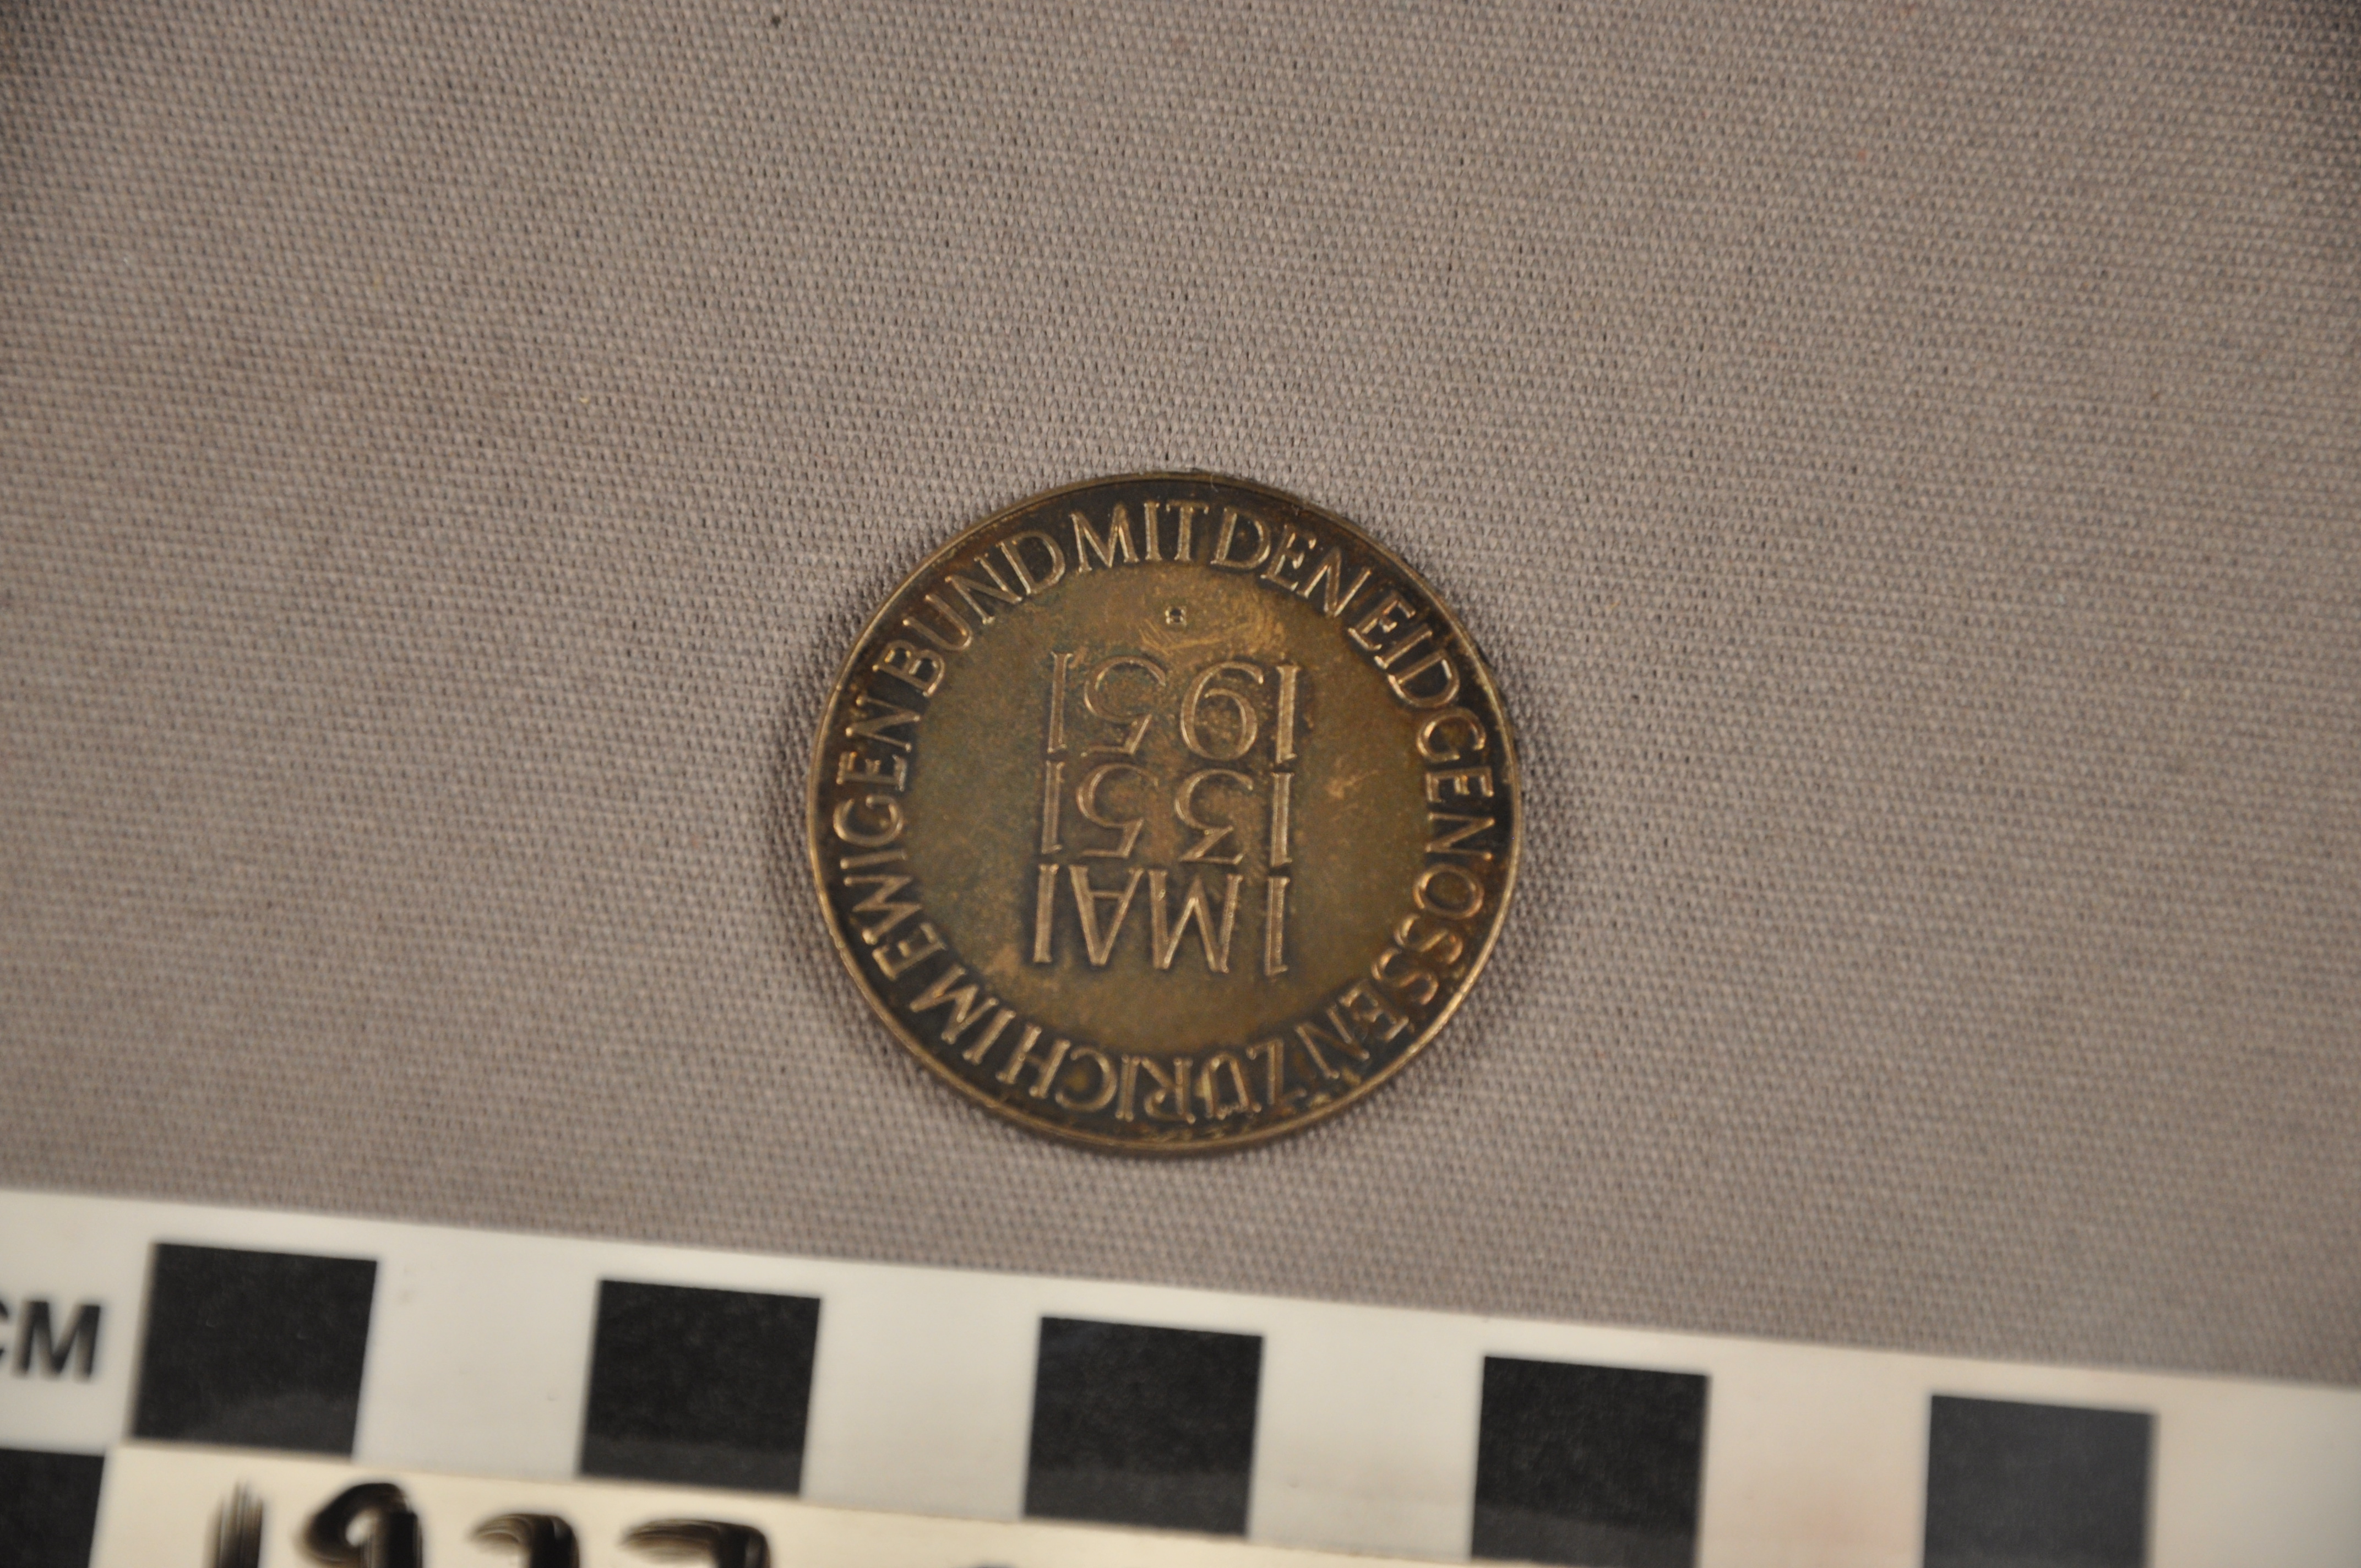 ZÜRICH IM EWIGEN BUND MIT DEN EIDGENOSSEN
1 MAI
1351
1951
CM